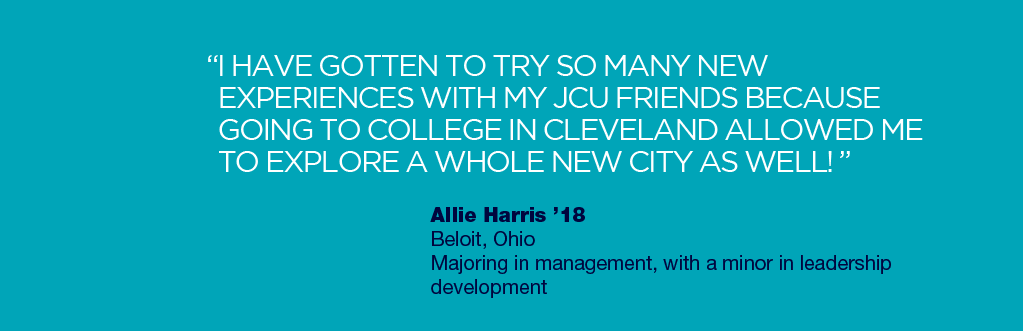 “I HAVE GOTTEN TO TRY SO MANY NEW
EXPERIENCES WITH MY JCU FRIENDS BECAUSE
GOING TO COLLEGE IN CLEVELAND ALLOWED ME
TO EXPLORE A WHOLE NEW CITY AS WELL! ”
Allie Harris ’18
Beloit, Ohio
Majoring in management, with a minor in leadership
development